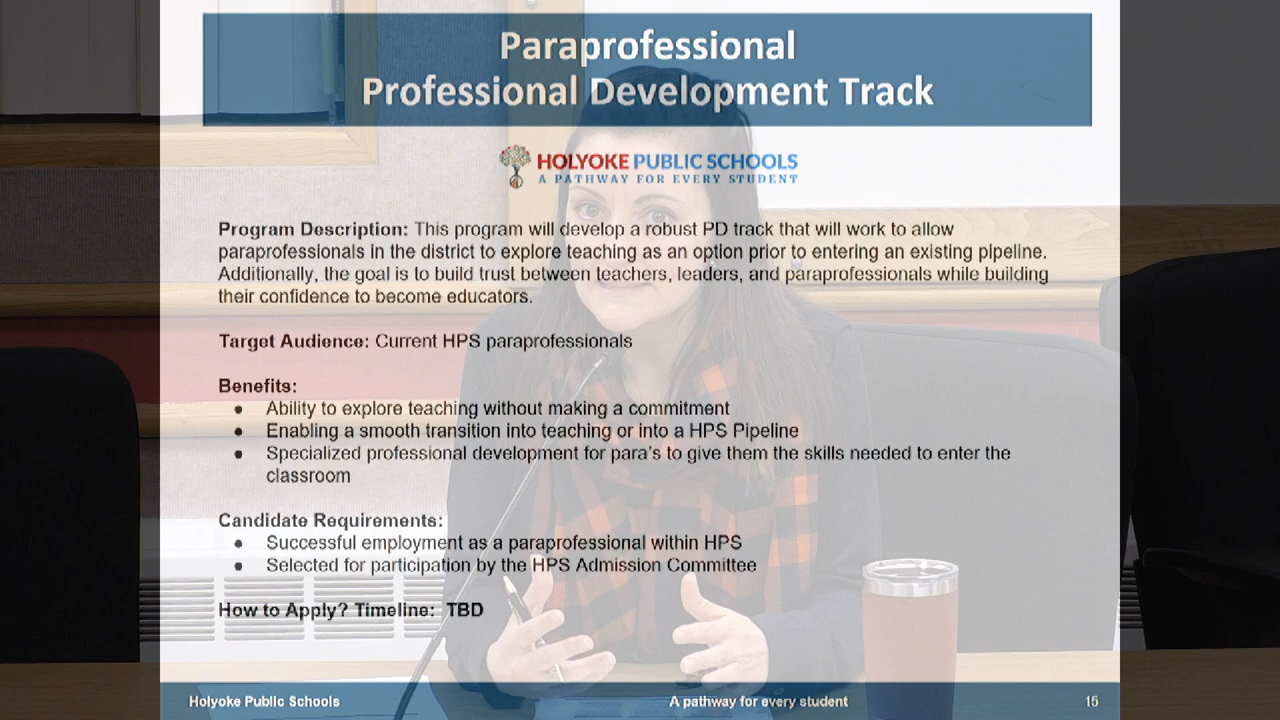 Paraprofessional
Professional Development Track
HOLYOKE PUBLIC SCHOOLS
A PATHWAY FOR EVERY STUDENT
Program Description: This program will develop a robust PD track that will work to allow
paraprofessionals in the district to explore teaching as an option prior to entering an existing pipeline.
Additionally, the goal is to build trust between teachers, leaders, and paraprofessionals while building
their confidence to become educators.
Target Audience: Current HPS paraprofessionals
Benefits:
● Ability to explore teaching without making a commitment
● Enabling a smooth transition into teaching or into a HPS Pipeline
● Specialized professional development for para's to give them the skills needed to enter the
classroom
Candidate Requirements:
● Successful employment as a paraprofessional within HPS
● Selected for participation by the HPS Admission Committee
How to Apply? Timeline: TBD
Holyoke Public Schools A pathway for every student 15